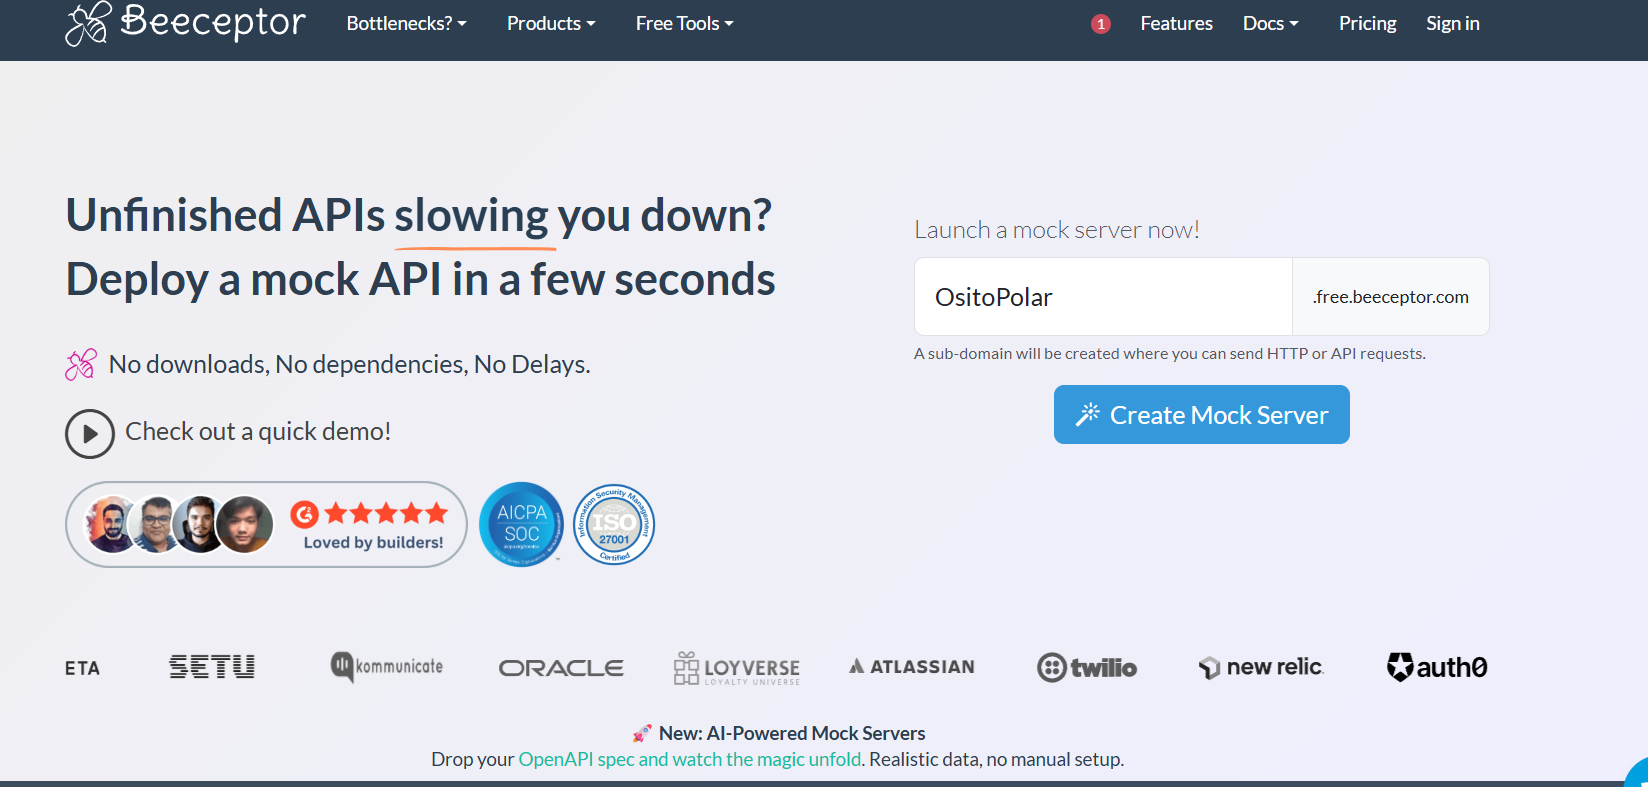 Beeceptor
Bottlenecks?
Products
Free Tools
1
Features
Docs
Pricing
Sign in
Unfinished APIs slowing you down?
Deploy a mock API in a few seconds
No downloads, No dependencies, No Delays.
Check out a quick demo!
Loved by builders!
AICPA
SOC
Information Security Management
ISO
27001
Certified
Launch a mock server now!
OsitoPolar
.free.beeceptor.com
A sub-domain will be created where you can send HTTP or API requests.
Create Mock Server
ETA
SETU
kommunicate
ORACLE
LOYVERSE
LOYALTY UNIVERSE
ATLASSIAN
twilio
new relic.
auth0
🚀 New: AI-Powered Mock Servers
Drop your OpenAPI spec and watch the magic unfold. Realistic data, no manual setup.